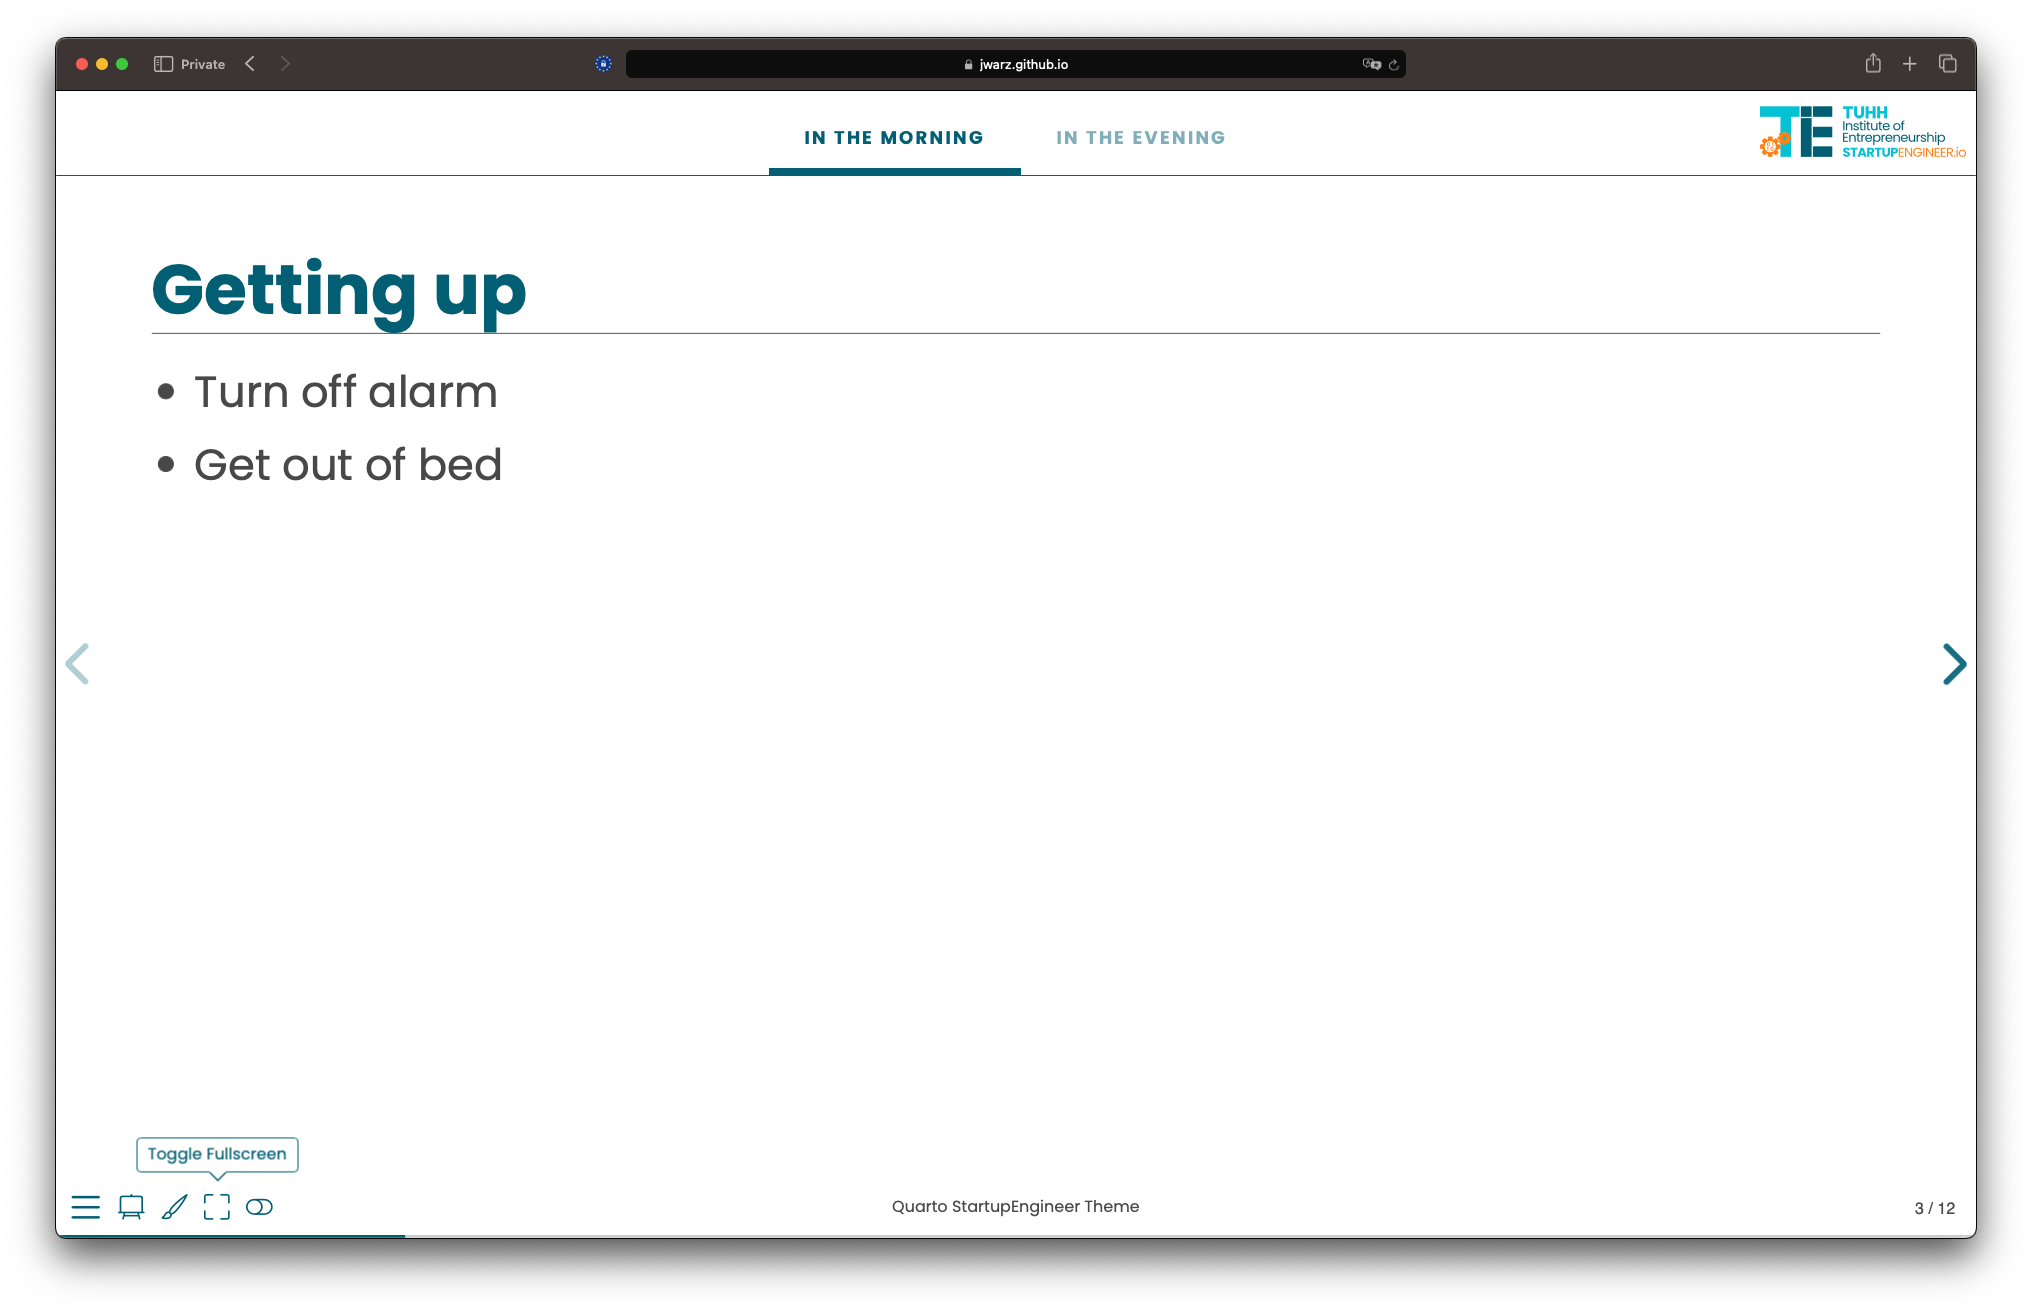 Private
jwarz.github.io
IN THE MORNING
IN THE EVENING
TUHH
Institute of
Entrepreneurship
STARTUPENGINEER.io
Getting up
Turn off alarm
Get out of bed
Toggle Fullscreen
Quarto StartupEngineer Theme
3 / 12